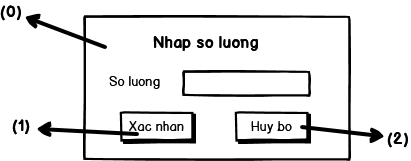 (0)
Nhap so luong
So luong
(1)
Xac nhan
Huy bo
(2)